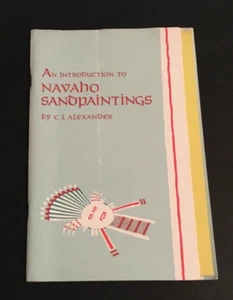 AN INTRODUCTION TO
NAVAHO
SANDPAINTINGS
by C. I. ALEXANDER